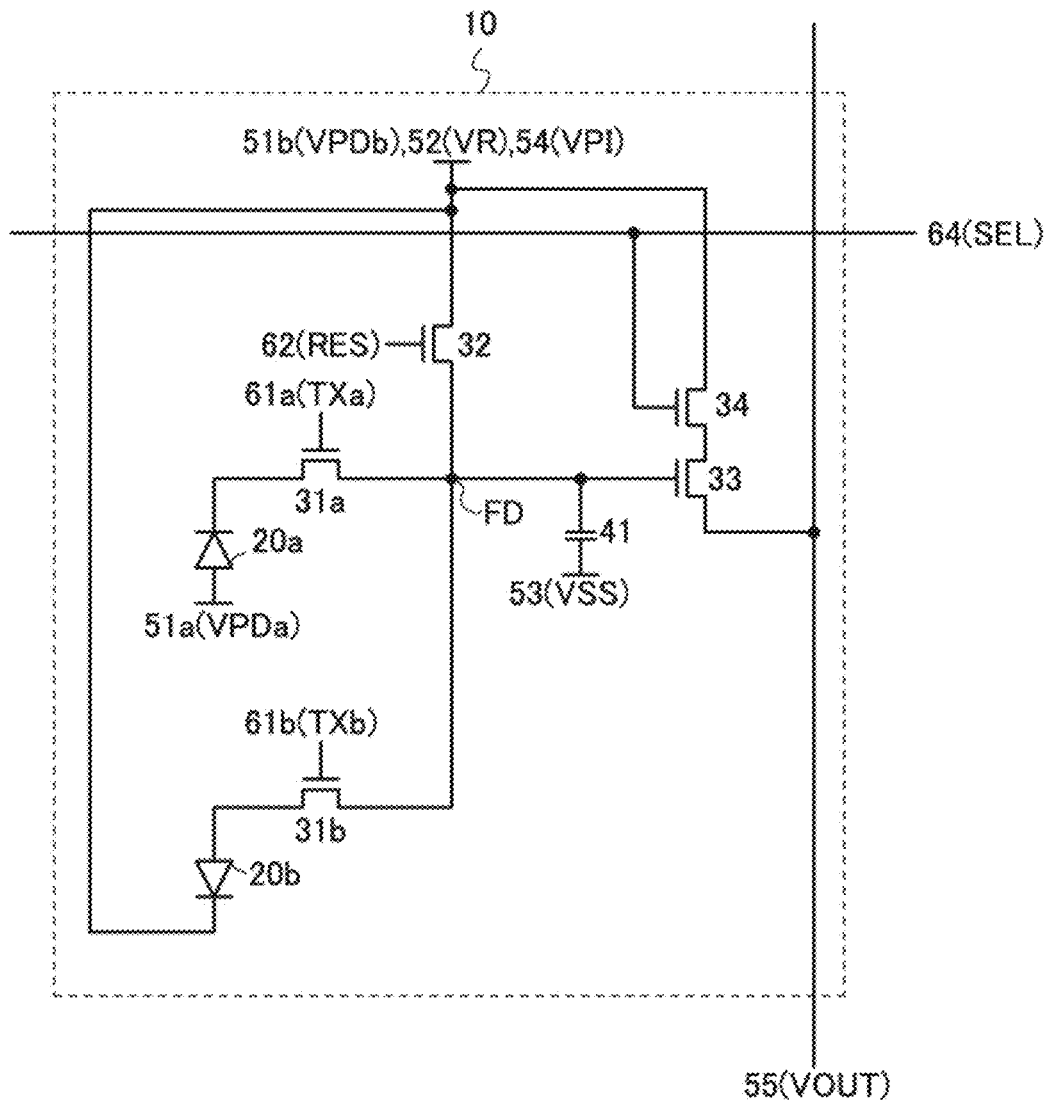 10
51b(VPDb),52(VR),54(VPI)
64(SEL)
62(RES)
32
61a(TXa)
34
33
31a
FD
20a
41
53(VSS)
51a(VPDa)
61b(TXb)
31b
20b
55(VOUT)